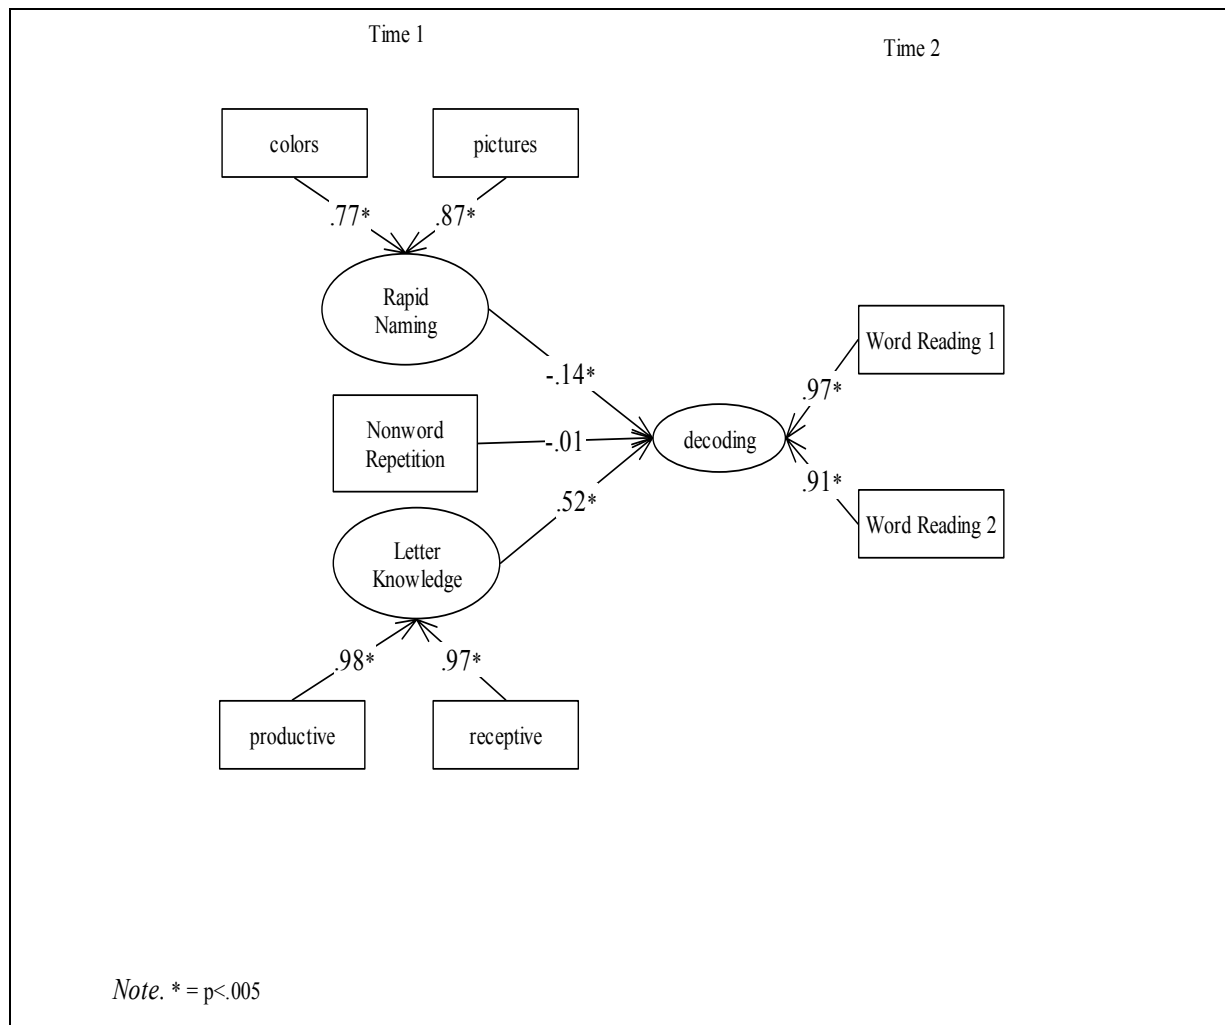 Time 1
Time 2
colors
pictures
.77*
.87*
Rapid
Naming
Word Reading 1
-.14*
.97*
Nonword
Repetition
-.01
decoding
.52*
.91*
Word Reading 2
Letter
Knowledge
.98*
.97*
productive
receptive
Note. * = p<.005